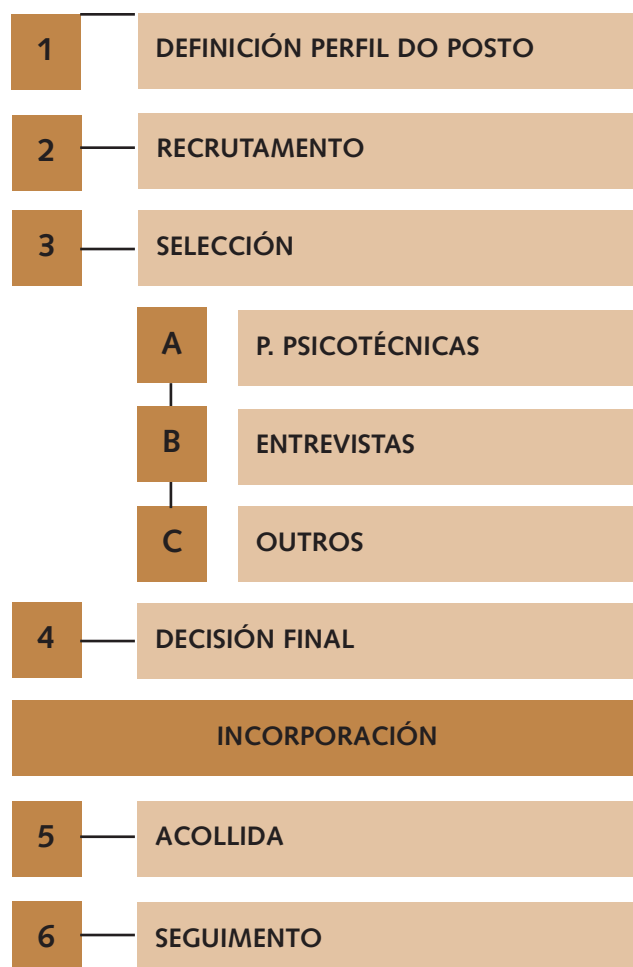 1 DEFINICIÓN PERFIL DO POSTO
2 RECRUTAMENTO
3 SELECCIÓN
A P. PSICOTÉCNICAS
B ENTREVISTAS
C OUTROS
4 DECISIÓN FINAL
INCORPORACIÓN
5 ACOLLIDA
6 SEGUIMENTO